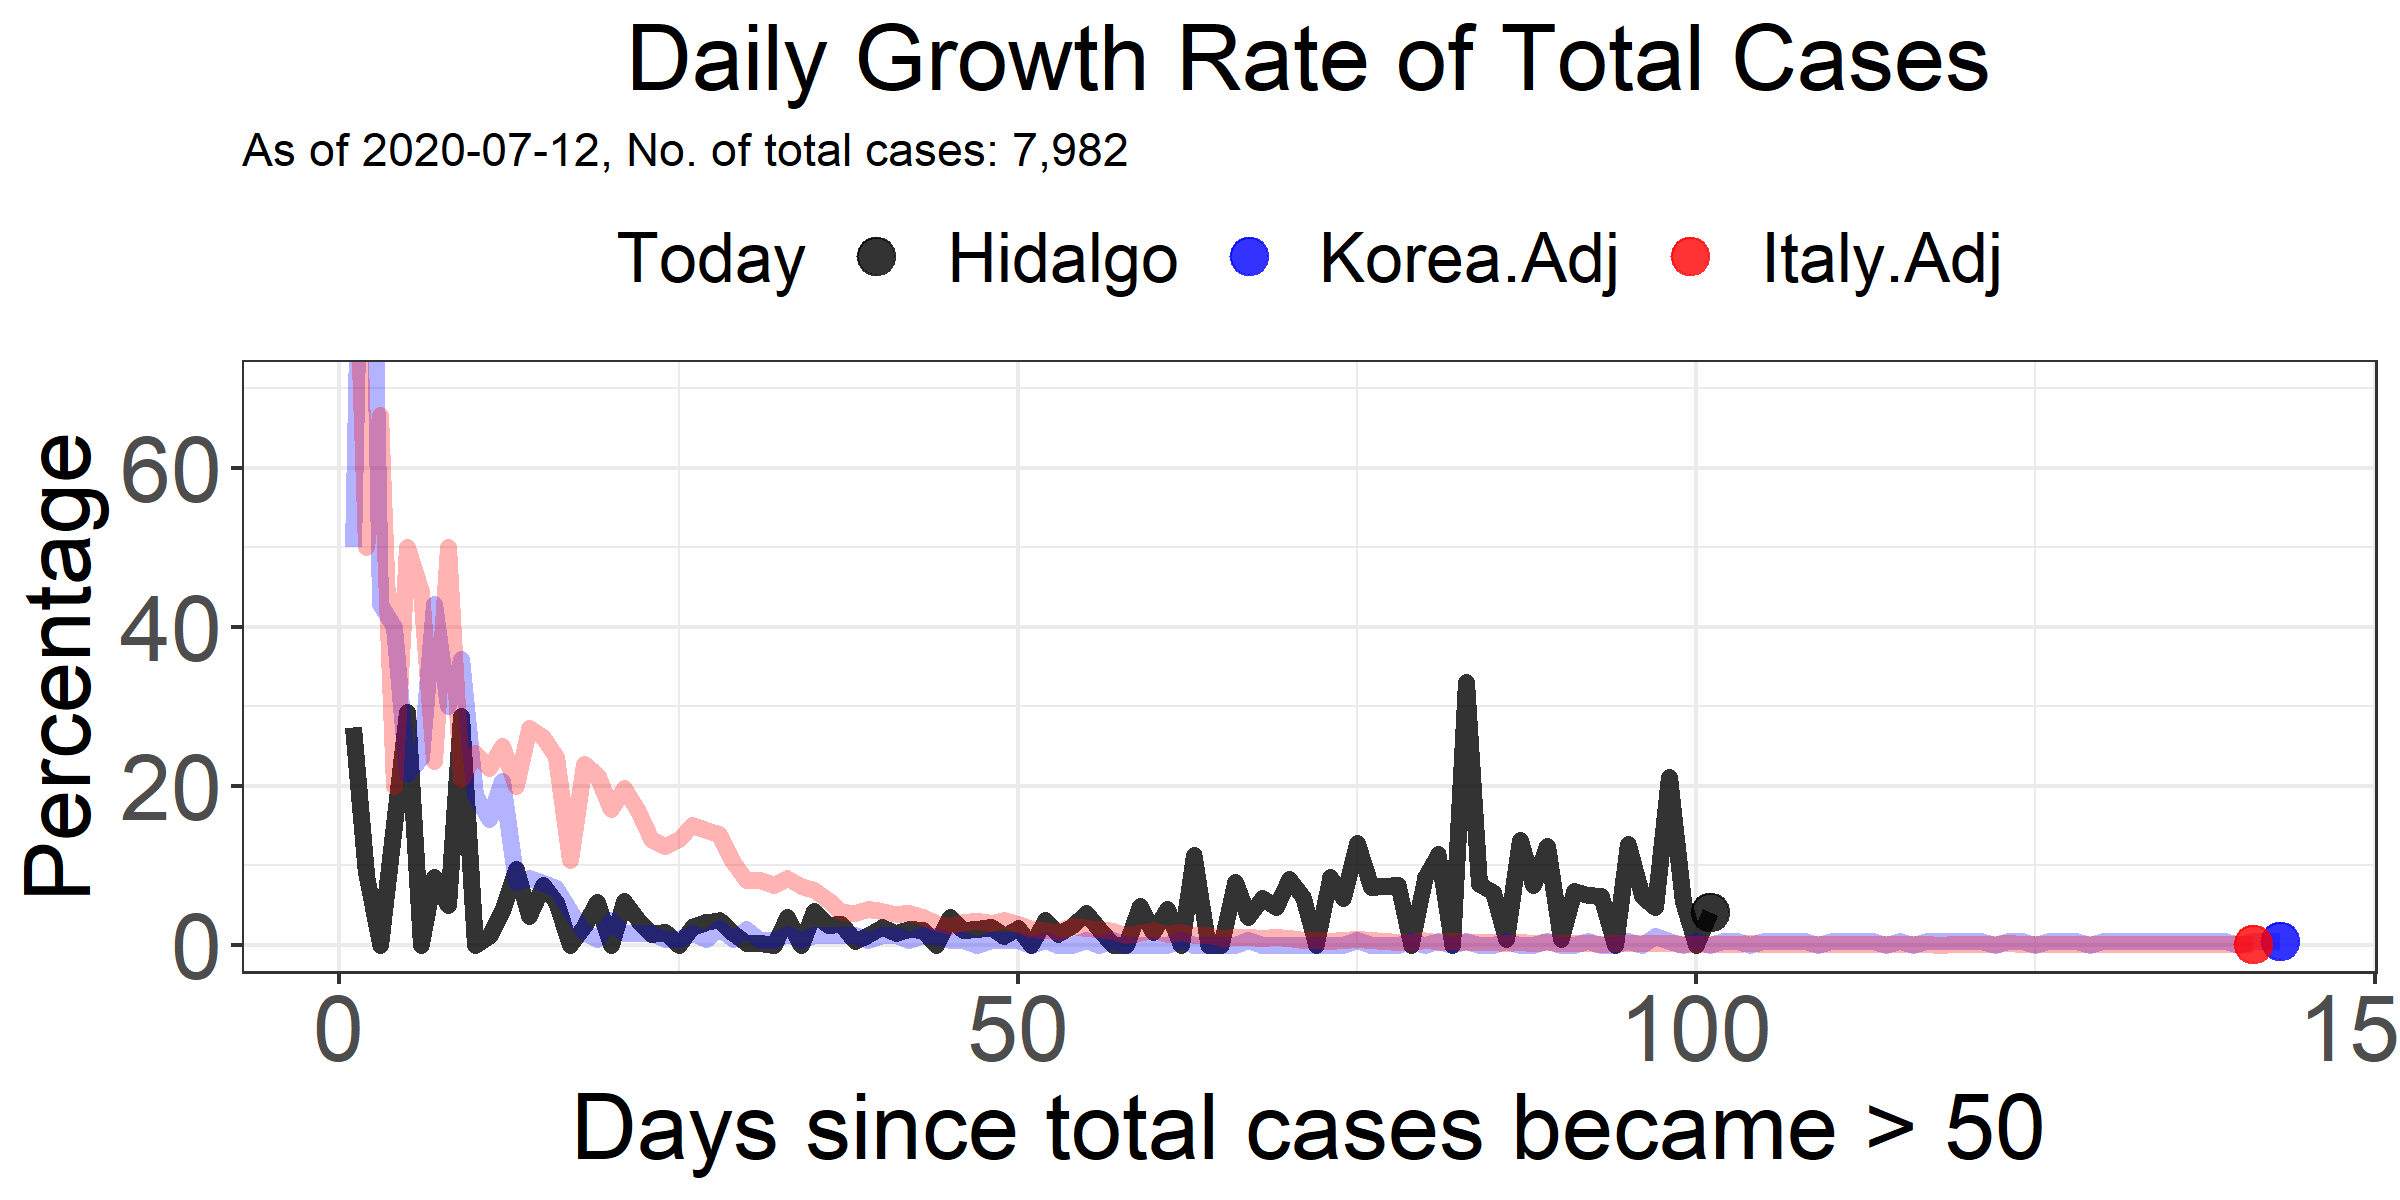 Daily Growth Rate of Total Cases
As of 2020-07-12, No. of total cases: 7,982
Today Hidalgo Korea.Adj Italy.Adj
Percentage
60
40
20
0
0 50 100 15
Days since total cases became > 50